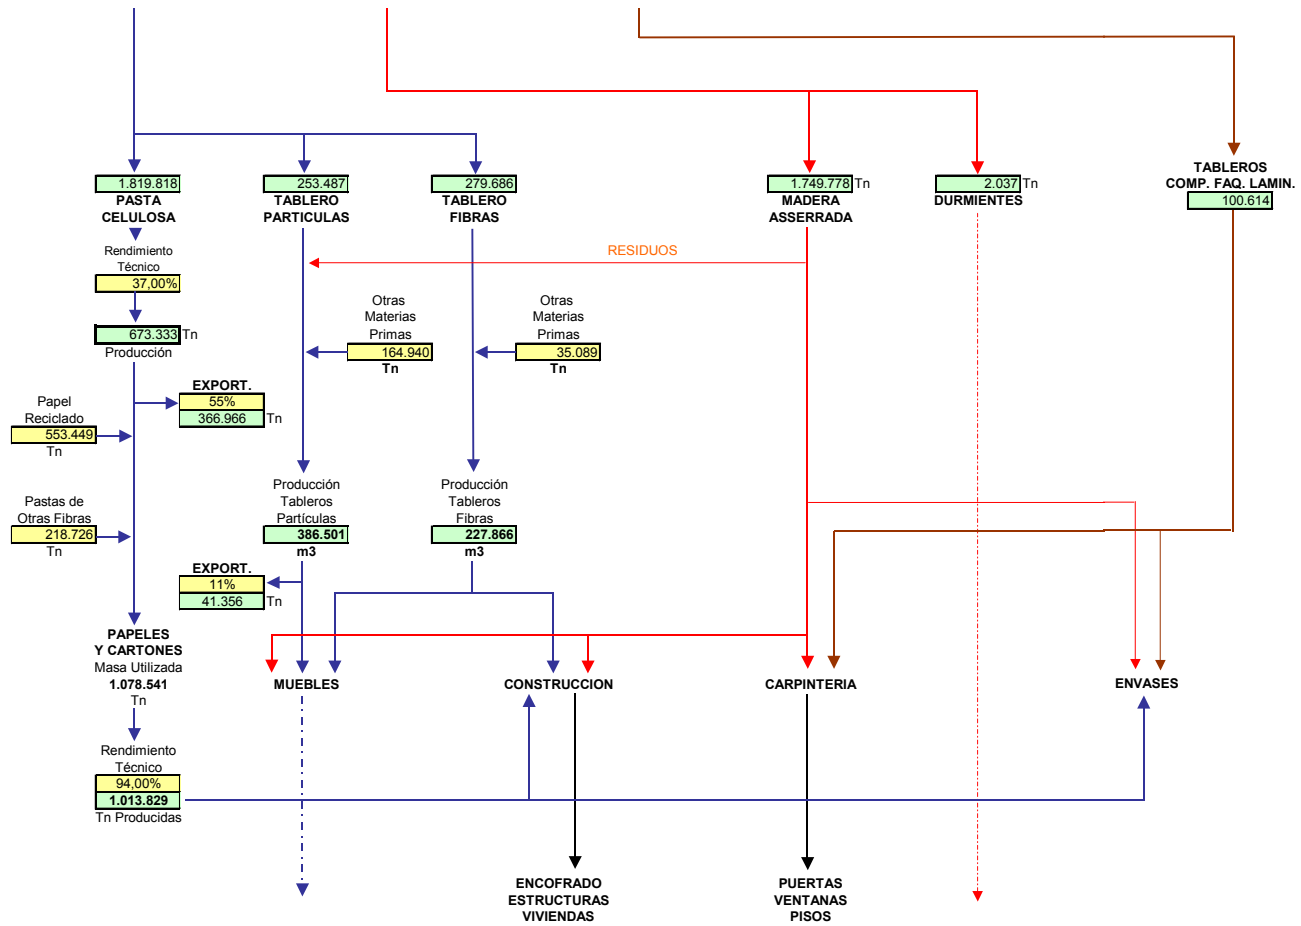 TABLEROS
COMP. FAQ. LAMIN.
100.614
1.819.818
PASTA
CELULOSA
253.487
TABLERO
PARTICULAS
279.686
TABLERO
FIBRAS
1.749.778 Tn
MADERA
ASSERRADA
2.037 Tn
DURMIENTES
Rendimiento
Técnico
37,00%
RESIDUOS
673.333 Tn
Producción
Otras
Materias
Primas
164.940
Tn
Otras
Materias
Primas
35.089
Tn
EXPORT.
55%
366.966 Tn
Papel
Reciclado
553.449
Tn
Pastas de
Otras Fibras
218.726
Tn
Producción
Tableros
Partículas
386.501
m3
Producción
Tableros
Fibras
227.866
m3
EXPORT.
11%
41.356 Tn
PAPELES
Y CARTONES
Masa Utilizada
1.078.541
Tn
MUEBLES
CONSTRUCCION
CARPINTERIA
ENVASES
Rendimiento
Técnico
94,00%
1.013.829
Tn Producidas
ENCOFRADO
ESTRUCTURAS
VIVIENDAS
PUERTAS
VENTANAS
PISOS